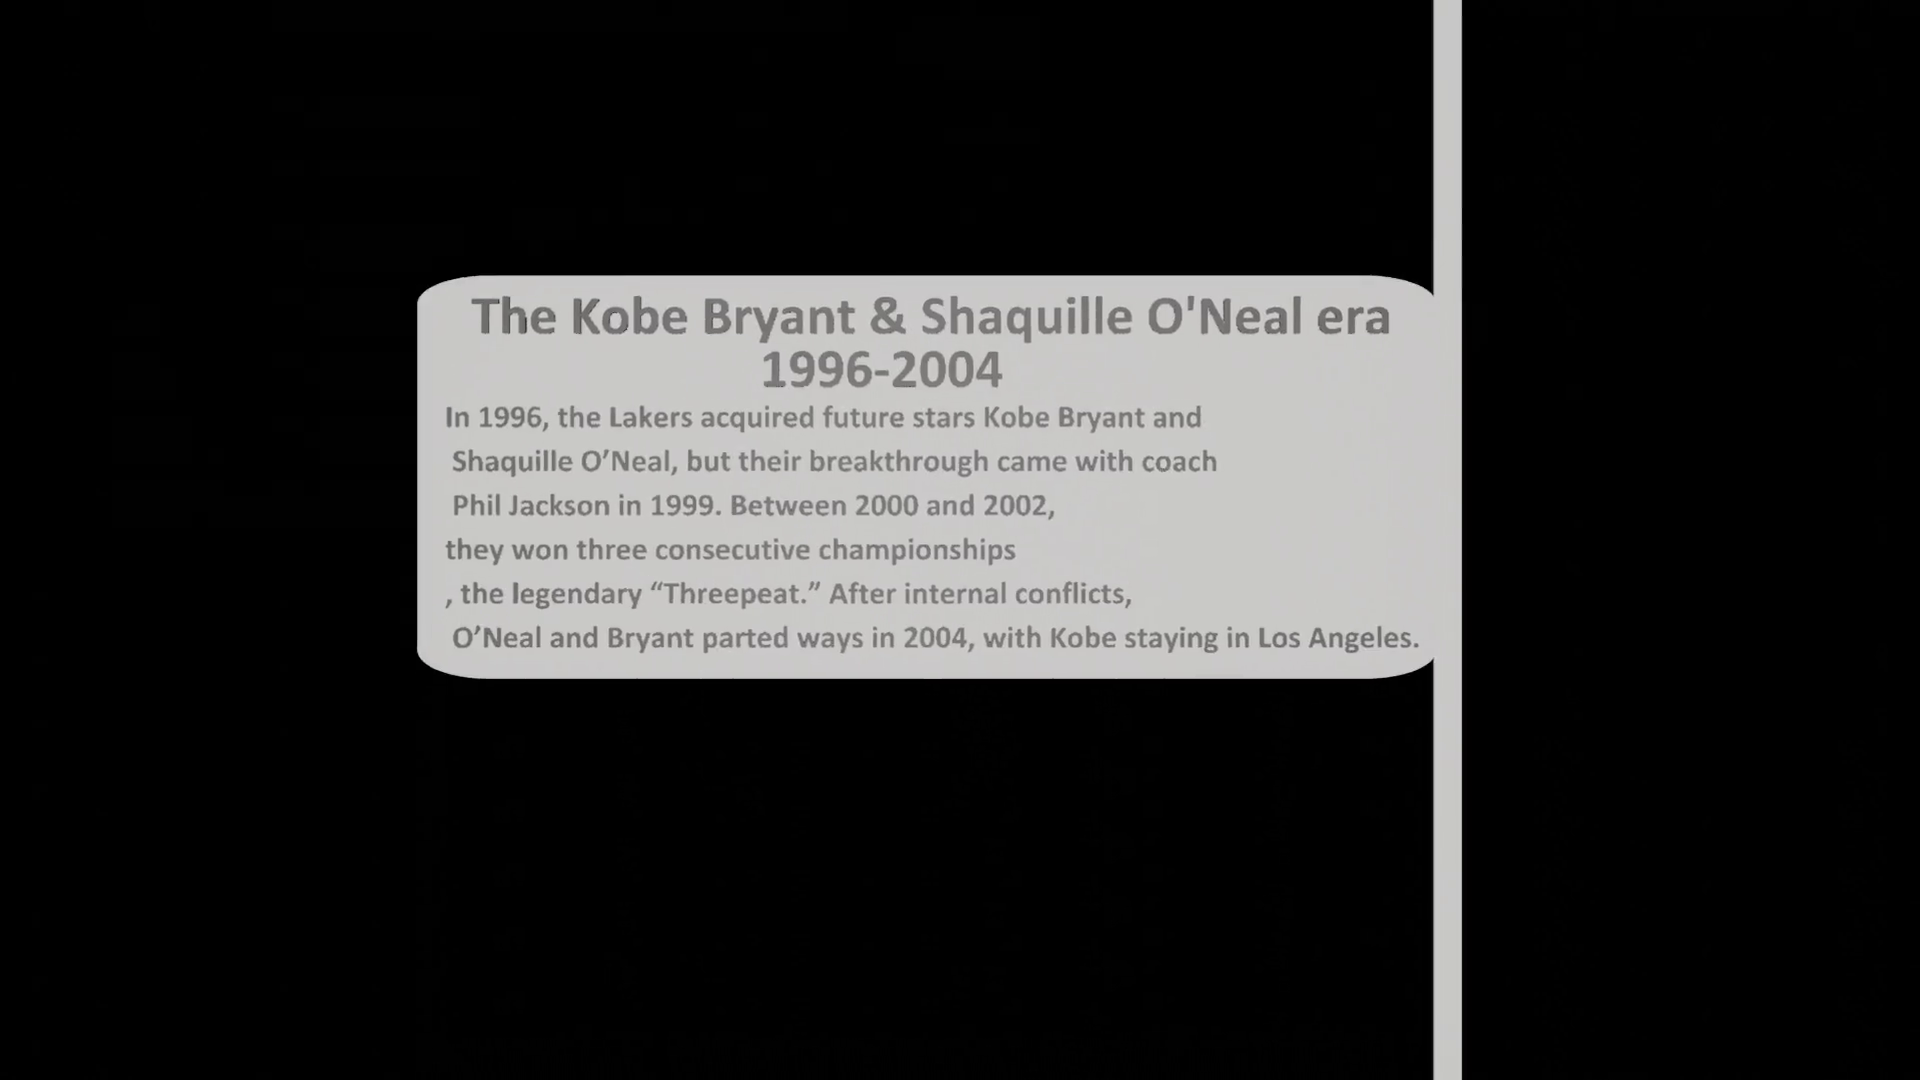 The Kobe Bryant & Shaquille O'Neal era
1996-2004
In 1996, the Lakers acquired future stars Kobe Bryant and
Shaquille O’Neal, but their breakthrough came with coach
Phil Jackson in 1999. Between 2000 and 2002,
they won three consecutive championships
, the legendary “Threepeat.” After internal conflicts,
O’Neal and Bryant parted ways in 2004, with Kobe staying in Los Angeles.